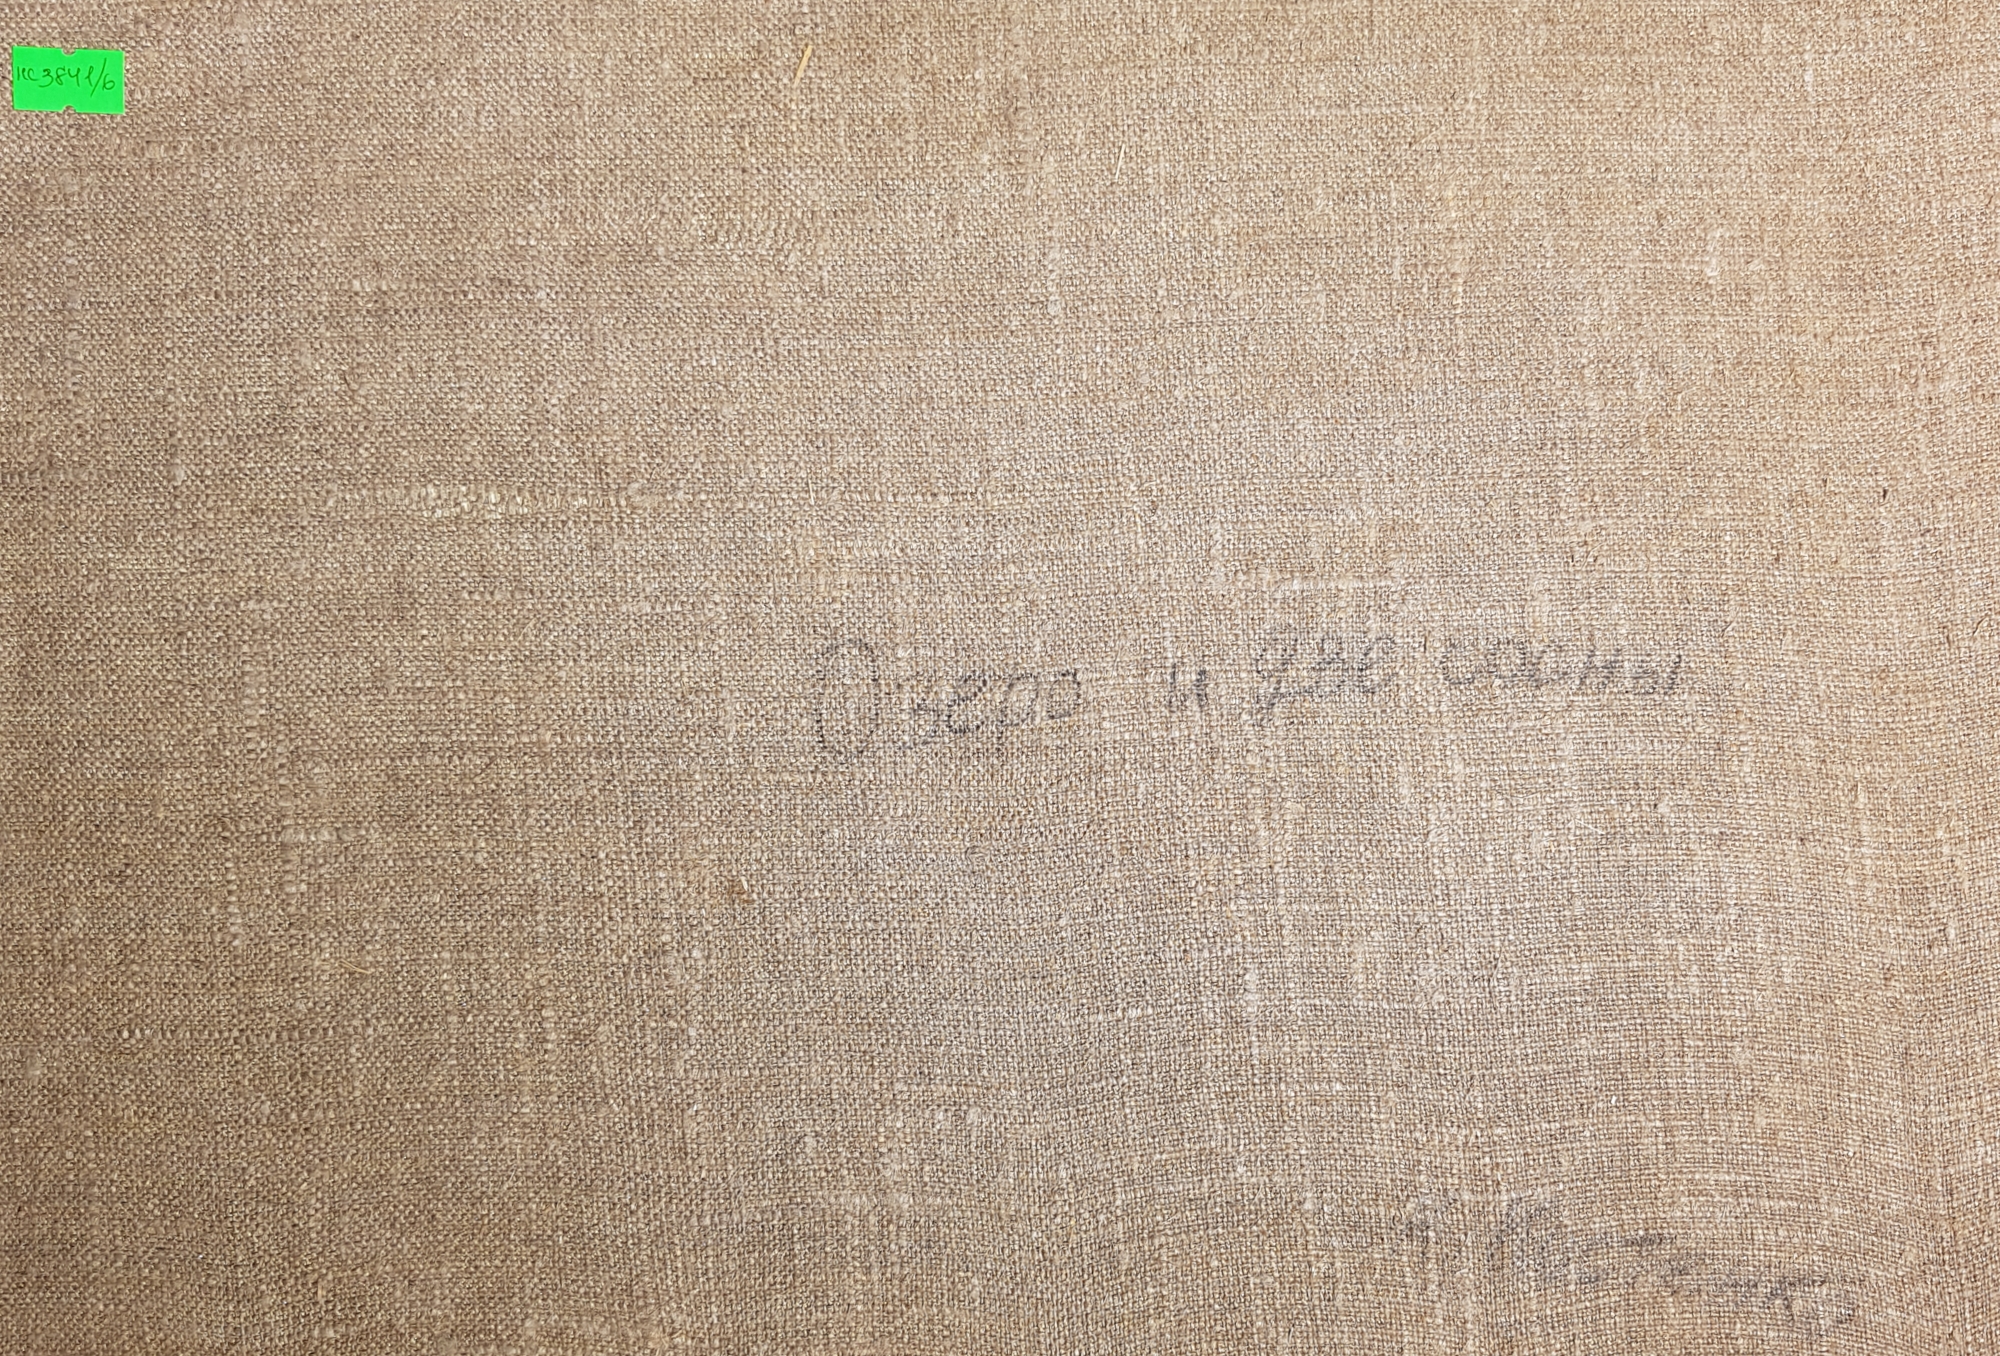 КС3841/6
Озеро и две сосны